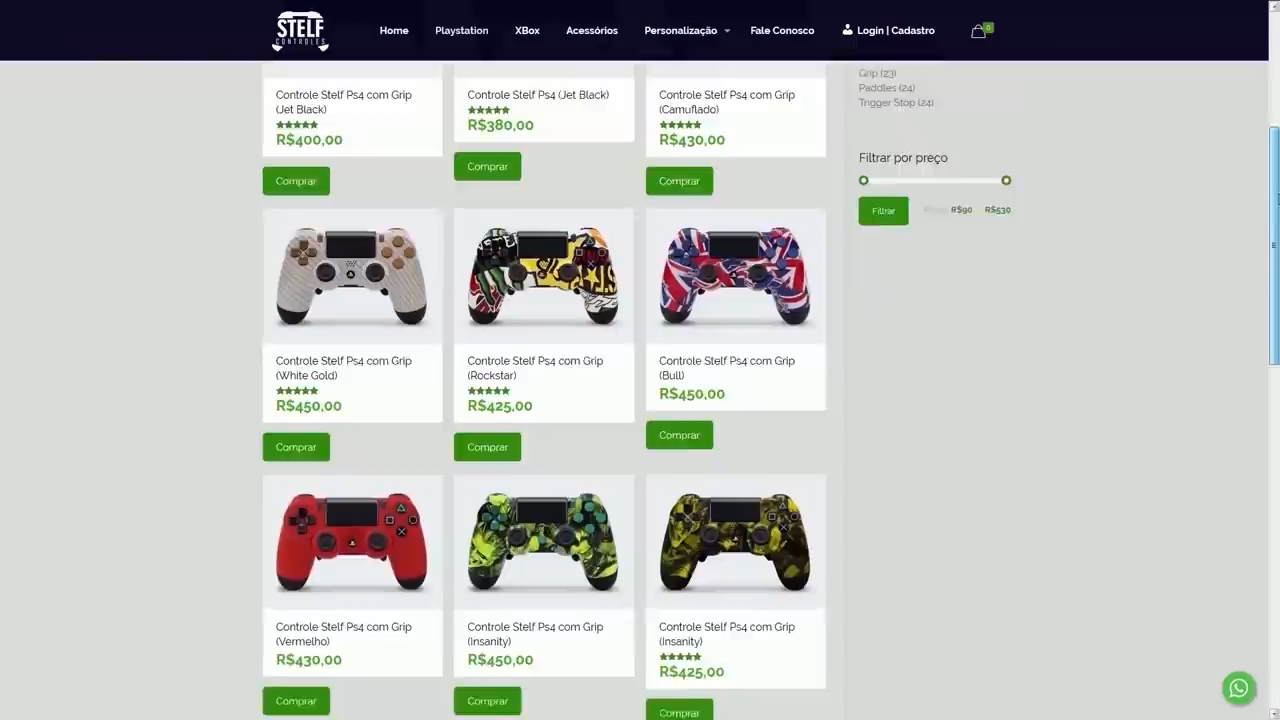 STELF
CONTROLES
Home
Playstation
XBox
Acessórios
Personalização
Fale Conosco
Login | Cadastro
0
Controle Stelf Ps4 com Grip
(Jet Black)
R$400,00
Comprar
Controle Stelf Ps4 (Jet Black)
R$380,00
Comprar
Controle Stelf Ps4 com Grip
(Camuflado)
R$430,00
Comprar
Controle Stelf Ps4 com Grip
(White Gold)
R$450,00
Comprar
Controle Stelf Ps4 com Grip
(Rockstar)
R$425,00
Comprar
Controle Stelf Ps4 com Grip
(Bull)
R$450,00
Comprar
Controle Stelf Ps4 com Grip
(Vermelho)
R$430,00
Comprar
Controle Stelf Ps4 com Grip
(Insanity)
R$450,00
Comprar
Controle Stelf Ps4 com Grip
(Insanity)
R$425,00
Comprar
Grip (23)
Paddles (24)
Trigger Stop (24)
Filtrar por preço
Filtrar
R$90
R$530